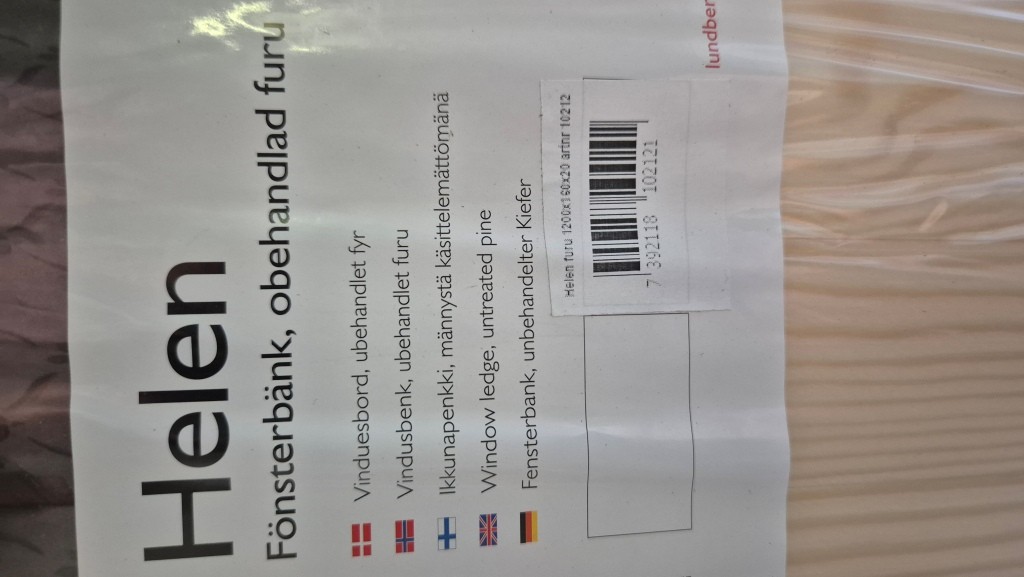 Helen
Fönsterbänk, obehandlad furu
Vinduesbord, ubehandlet fyr
Vindusbenk, ubehandlet furu
Ikkunapenkki, männystä käsittelemättömänä
Window ledge, untreated pine
Fensterbank, unbehandelter Kiefer
Helen furu 1200x160x20 artnr 10212
7 392118 102121
lundber